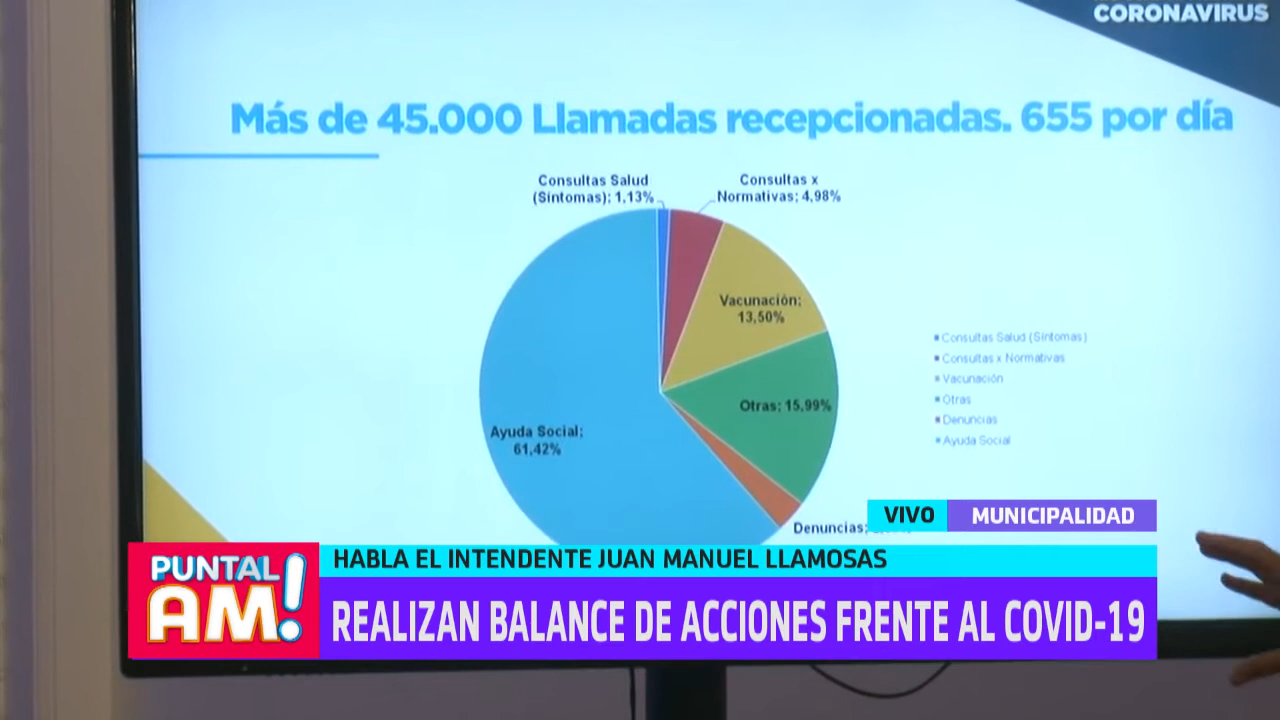 CORONAVIRUS
Más de 45.000 Llamadas recepcionadas. 655 por día
Consultas Salud
(Síntomas); 1,13%
Consultas x
Normativas; 4,98%
Vacunación;
13,50%
Otras; 15,99%
Ayuda Social;
61,42%
Denuncias;
Consultas Salud (Síntomas)
Consultas x Normativas
Vacunación
Otras
Denuncias
Ayuda Social
VIVO MUNICIPALIDAD
PUNTAL
AM!
HABLA EL INTENDENTE JUAN MANUEL LLAMOSAS
REALIZAN BALANCE DE ACCIONES FRENTE AL COVID-19